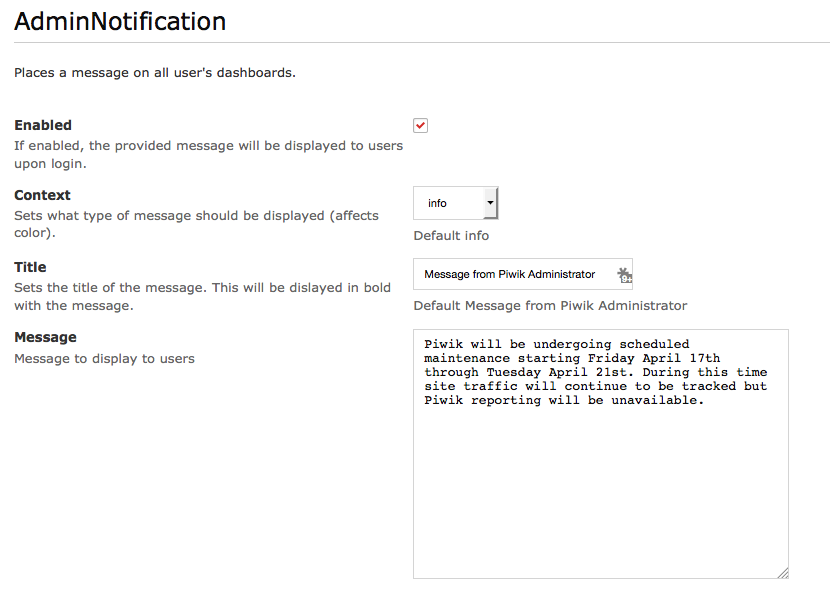 AdminNotification
Places a message on all user's dashboards.
Enabled
If enabled, the provided message will be displayed to users
upon login.
Context
Sets what type of message should be displayed (affects
color).
info
Default info
Title
Sets the title of the message. This will be dislayed in bold
with the message.
Message from Piwik Administrator
9+
Default Message from Piwik Administrator
Message
Message to display to users
Piwik will be undergoing scheduled
maintenance starting Friday April 17th
through Tuesday April 21st. During this time
site traffic will continue to be tracked but
Piwik reporting will be unavailable.